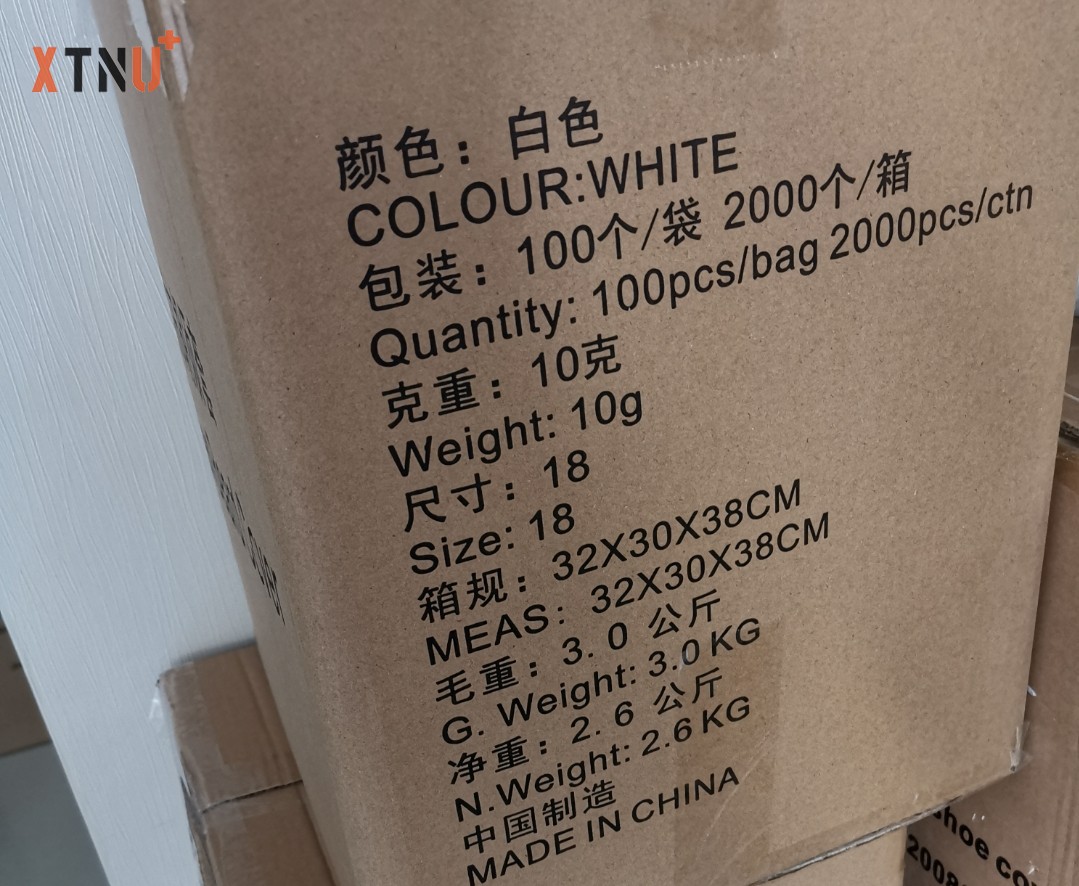 XTNU+
颜色：白色
COLOUR:WHITE
包装：100个/袋 2000个/箱
Quantity: 100pcs/bag 2000pcs/ctn
克重：10克
Weight: 10g
尺寸：18
Size: 18
箱规：32X30X38CM
MEAS: 32X30X38CM
毛重：3.0 公斤
G. Weight: 3.0 KG
净重：2.6 公斤
N.Weight: 2.6 KG
中国制造
MADE IN CHINA